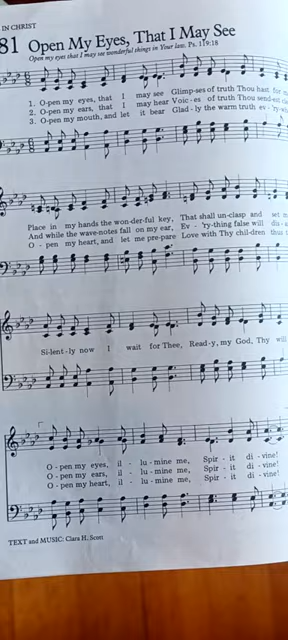 IN CHRIST
81 Open My Eyes, That I May See
Open my eyes that I may see wonderful things in Your law. Ps. 119:18
1. O-pen my eyes, that I may see Glimps-es of truth Thou hast for
2. O-pen my ears, that I may hear Voic-es of truth Thou send-est
3. O-pen my mouth, and let it bear Glad-ly the warm truth
Place in my hands the won-der-ful key, That shall un-clasp and set
And while the wave-notes fall on my ear, Ev-'ry-thing false will dis-
O-pen my heart, and let me pre-pare Love with Thy chil-dren
Si-lent-ly now I wait for Thee, Read-y, my God, Thy will
O-pen my eyes, il-lu-mine me, Spir-it di-vine!
O-pen my ears, il-lu-mine me, Spir-it di-vine!
O-pen my heart, il-lu-mine me, Spir-it di-vine!
TEXT and MUSIC: Clara H. Scott